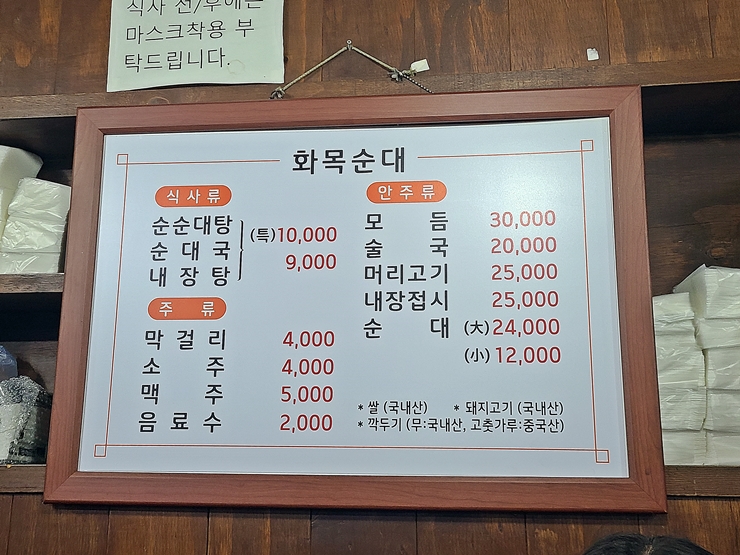 식사 전/후에는
마스크착용 부
탁드립니다.
화목순대
식사류
순순대탕 (특)10,000
순대국 9,000
내장탕
주류
막걸리 4,000
소주 4,000
맥주 5,000
음료수 2,000
안주류
모듬 30,000
술국 20,000
머리고기 25,000
내장접시 25,000
순대 (大)24,000
(小)12,000
* 쌀 (국내산) * 돼지고기 (국내산)
* 깍두기 (무:국내산, 고춧가루:중국산)